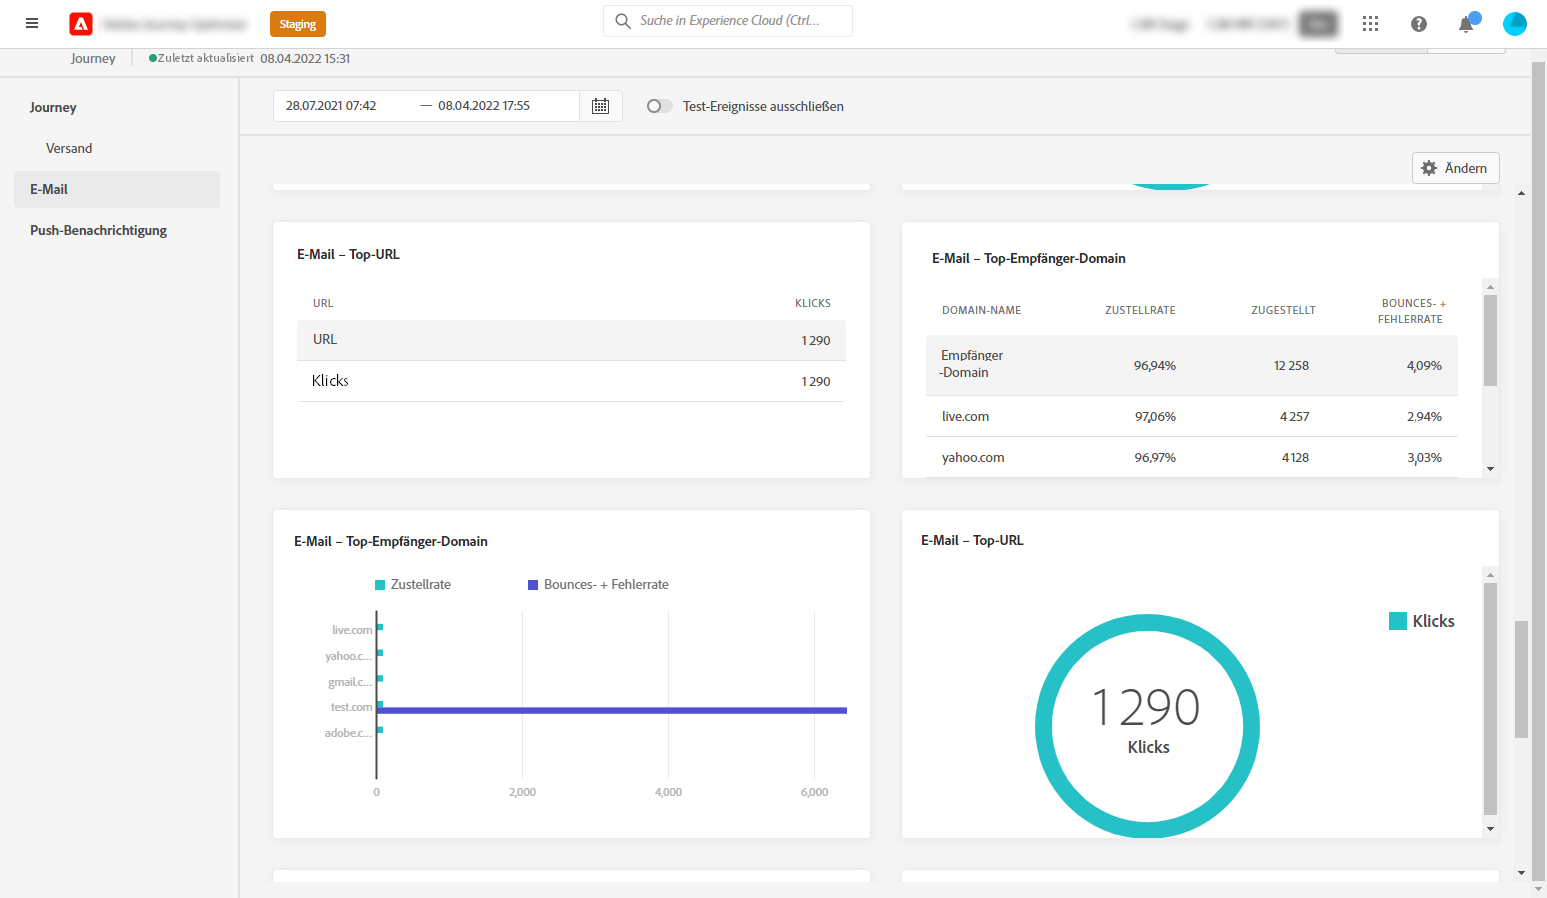 Staging
Suche in Experience Cloud (Ctrl...
Journey
Zuletzt aktualisiert 08.04.2022 15:31
Journey
Versand
E-Mail
Push-Benachrichtigung
28.07.2021 07:42 — 08.04.2022 17:55
Test-Ereignisse ausschließen
Ändern
E-Mail – Top-URL
URL KLICKS
URL 1 290
Klicks 1 290
E-Mail – Top-Empfänger-Domain
DOMAIN-NAME ZUSTELLRATE ZUGESTELLT BOUNCES- + FEHLERRATE
Empfänger
-Domain 96,94% 12 258 4,09%
live.com 97,06% 4 257 2,94%
yahoo.com 96,97% 4 128 3,03%
E-Mail – Top-Empfänger-Domain
Zustellrate Bounces- + Fehlerrate
live.com
yahoo.c...
gmail.c...
test.com
adobe.c...
0 2,000 4,000 6,000
E-Mail – Top-URL
Klicks
1 290
Klicks